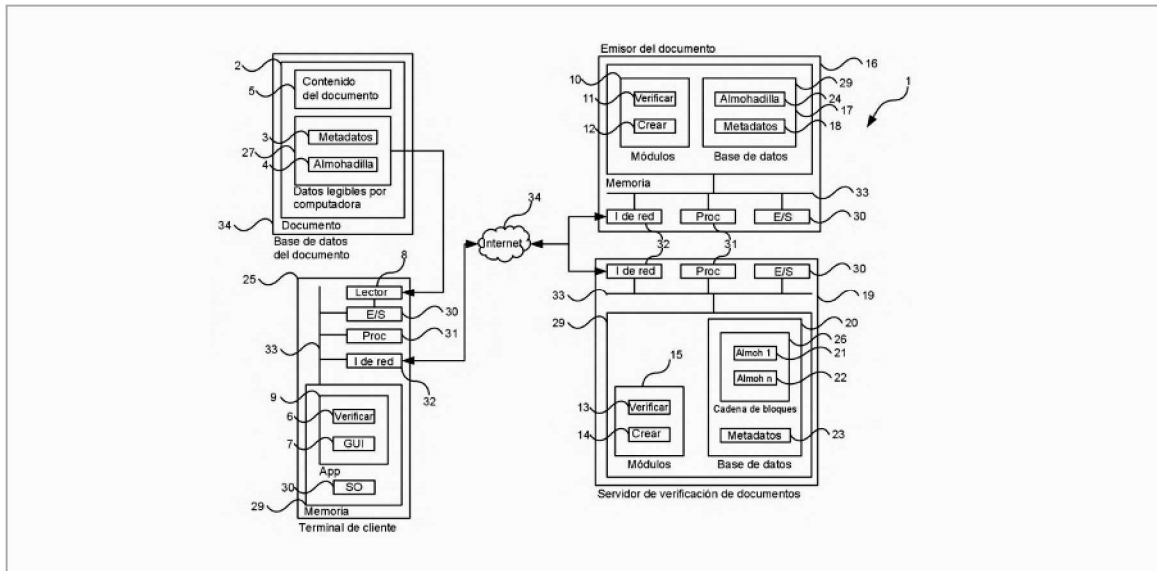 2
5
Contenido
del documento
3
Metadatos
27
4
Almohadilla
Datos legibles por
computadora
34
Documento
Base de datos
del documento
8
25
Lector
E/S
30
Proc
31
33
I de red
32
9
6
Verificar
7
GUI
App
30
SO
29
Memoria
Terminal de cliente
34
Internet
Emisor del documento
16
10
29
11
Verificar
Almohadilla
24
17
12
Crear
Metadatos
18
1
Módulos
Base de datos
Memoria
33
I de red
Proc
E/S
30
32
31
I de red
Proc
E/S
30
33
19
29
20
26
Almoh 1
21
15
Almoh n
22
13
Verificar
Cadena de bloques
14
Crear
Metadatos
23
Módulos
Base de datos
Servidor de verificación de documentos